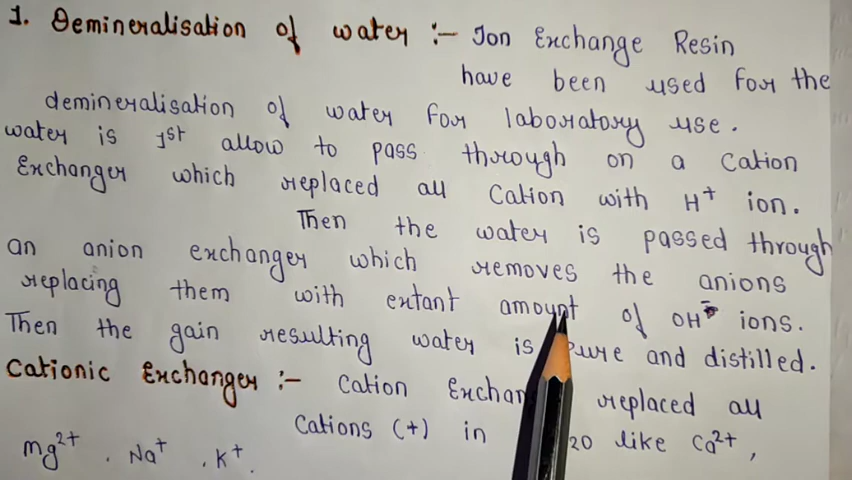 1. Demineralisation of water :- Ion Exchange Resin
have been used for the
demineralisation of water for laboratory use.
water is 1st allow to pass through on a cation
Exchanger which replaced all cation with H+ ion.
Then the water is passed through
an anion exchanger which removes the anions
replacing them with extant amount of OH- ions.
Then the gain resulting water is pure and distilled.
Cationic Exchanger :- Cation Exchan replaced all
Cations (+) in 20 like Ca2+,
Mg2+ , Na+ , K+.